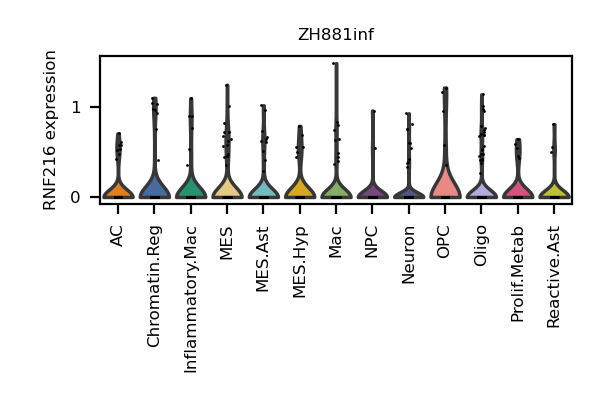 ZH881inf
RNF216 expression
1
0
AC
Chromatin.Reg
Inflammatory.Mac
MES
MES.Ast
MES.Hyp
Mac
NPC
Neuron
OPC
Oligo
Prolif.Metab
Reactive.Ast